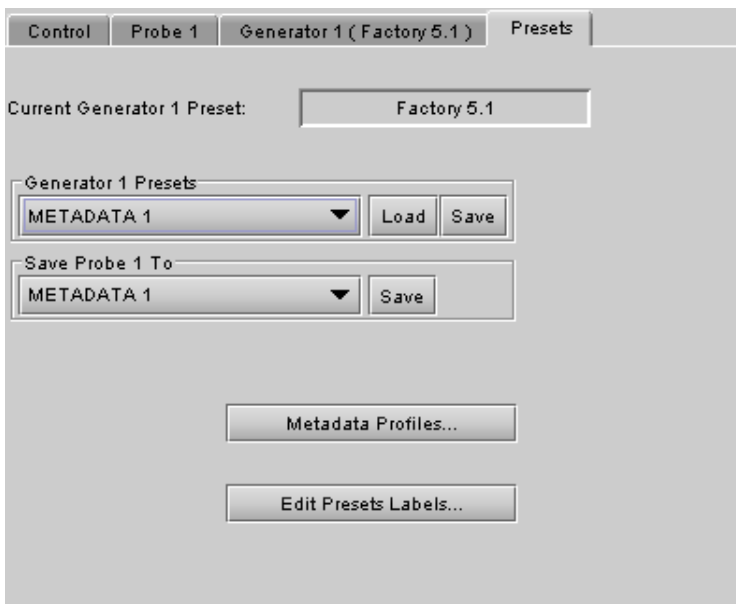 Control Probe 1 Generator 1 ( Factory 5.1 ) Presets
Current Generator 1 Preset: Factory 5.1
Generator 1 Presets
METADATA 1 Load Save
Save Probe 1 To
METADATA 1 Save
Metadata Profiles...
Edit Presets Labels...